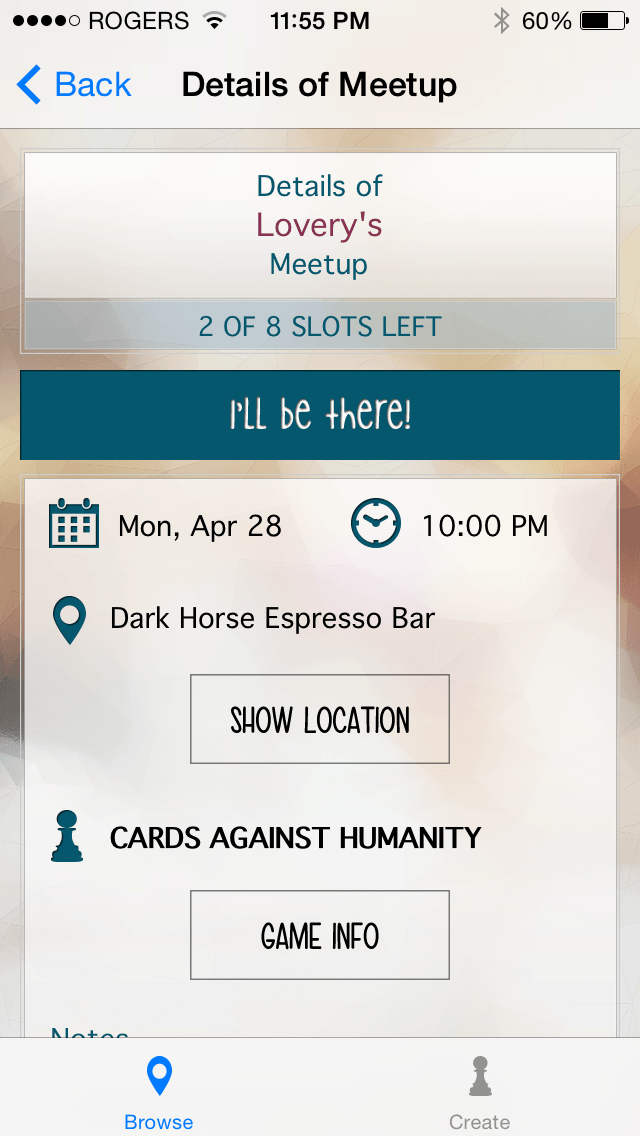 ROGERS 11:55 PM 60%
Back Details of Meetup
Details of
Lovery's
Meetup
2 OF 8 SLOTS LEFT
I'LL be there!
Mon, Apr 28 10:00 PM
Dark Horse Espresso Bar
SHOW LOCATION
CARDS AGAINST HUMANITY
GAME INFO
Notes
Browse Create